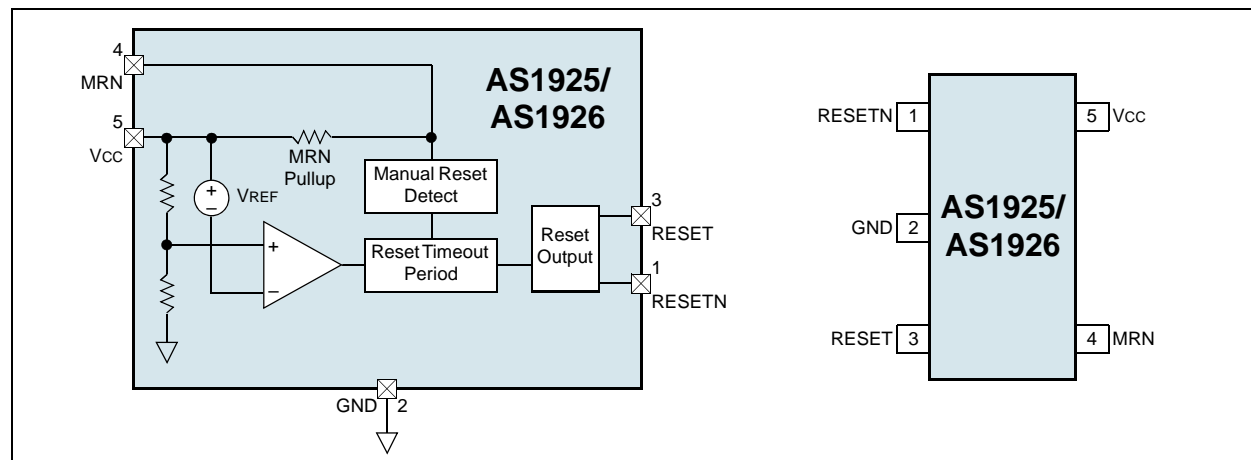 4
MRN
5
VCC
MRN
Pullup
VREF
+
−
+
−
AS1925/
AS1926
Manual Reset
Detect
Reset Timeout
Period
Reset
Output
3
RESET
1
RESETN
GND
2
RESETN
1
GND
2
RESET
3
AS1925/
AS1926
5
VCC
4
MRN